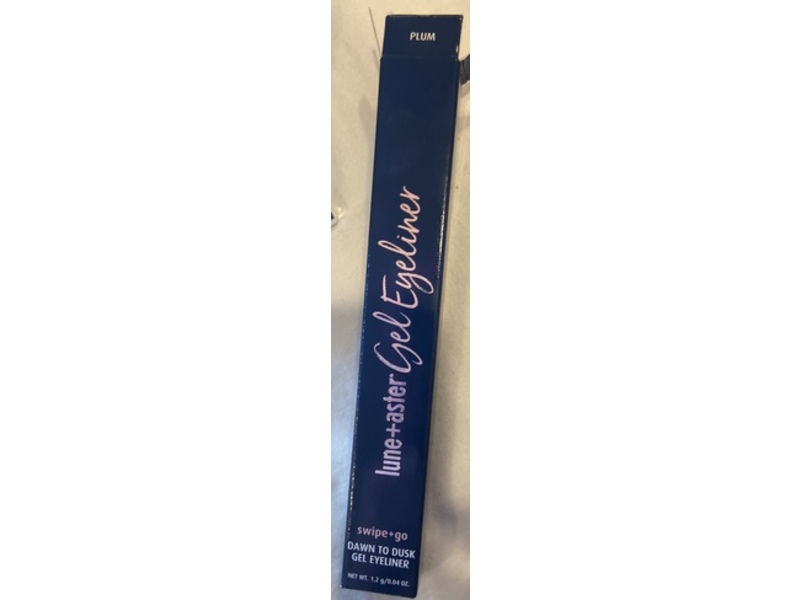 PLUM
lune+aster® Gel Eyeliner
swipe+go
DAWN TO DUSK
GEL EYELINER
NET WT. 1.2 g/0.04 OZ.